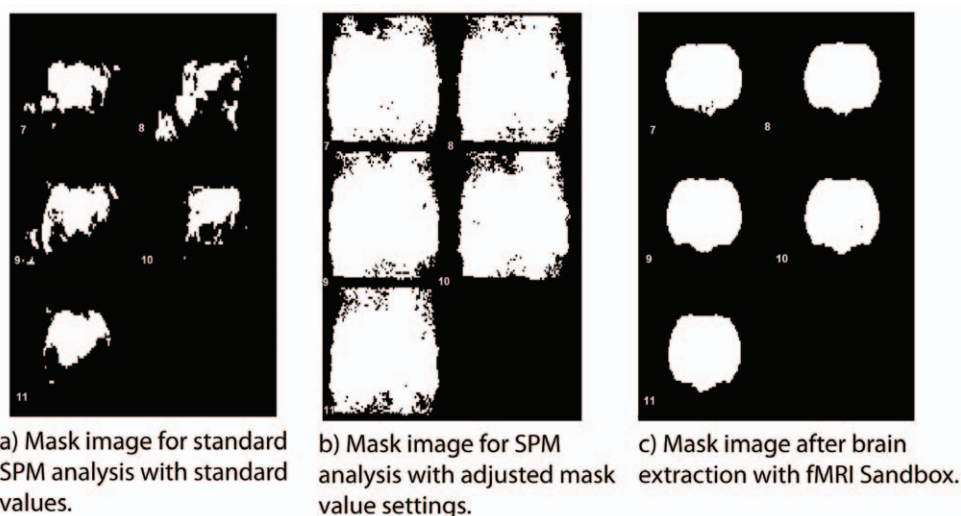 7
8
9
10
11
7
8
9
10
11
7
8
9
10
11
a) Mask image for standard
SPM analysis with standard
values.
b) Mask image for SPM
analysis with adjusted mask
value settings.
c) Mask image after brain
extraction with fMRI Sandbox.